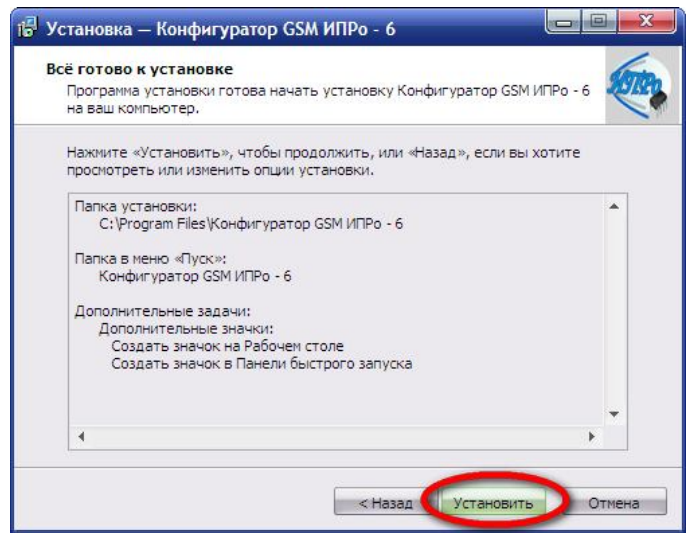 Установка — Конфигуратор GSM ИПРо - 6
Всё готово к установке
Программа установки готова начать установку Конфигуратор GSM ИПРо - 6
на ваш компьютер.
ИПРо
Нажмите «Установить», чтобы продолжить, или «Назад», если вы хотите
просмотреть или изменить опции установки.
Папка установки:
C:\Program Files\Конфигуратор GSM ИПРо - 6
Папка в меню «Пуск»:
Конфигуратор GSM ИПРо - 6
Дополнительные задачи:
Дополнительные значки:
Создать значок на Рабочем столе
Создать значок в Панели быстрого запуска
< Назад Установить Отмена